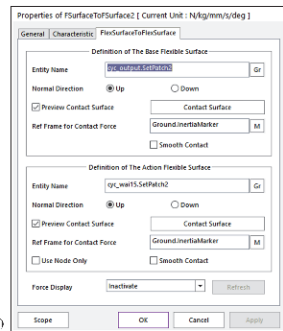 Properties of FSurfaceToFSurface2 [ Current Unit : N/kg/mm/s/deg ]
General Characteristic FlexSurfaceToFlexSurface
Definition of The Base Flexible Surface
Entity Name cyc_output.SetPatch2 Gr
Normal Direction Up Down
Preview Contact Surface Contact Surface
Ref Frame for Contact Force Ground.InertiaMarker M
Smooth Contact
Definition of The Action Flexible Surface
Entity Name cyc_wai15.SetPatch2 Gr
Normal Direction Up Down
Preview Contact Surface Contact Surface
Ref Frame for Contact Force Ground.InertiaMarker M
Use Node Only Smooth Contact
Force Display Inactivate Refresh
Scope OK Cancel Apply